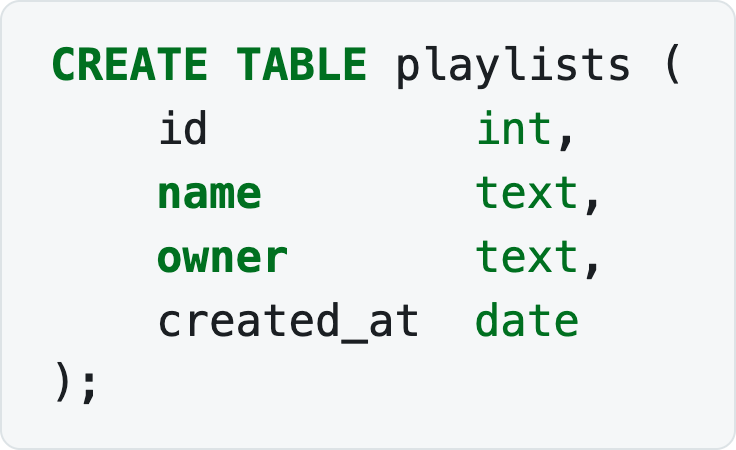 CREATE TABLE playlists (
    id          int,
    name        text,
    owner       text,
    created_at  date
);